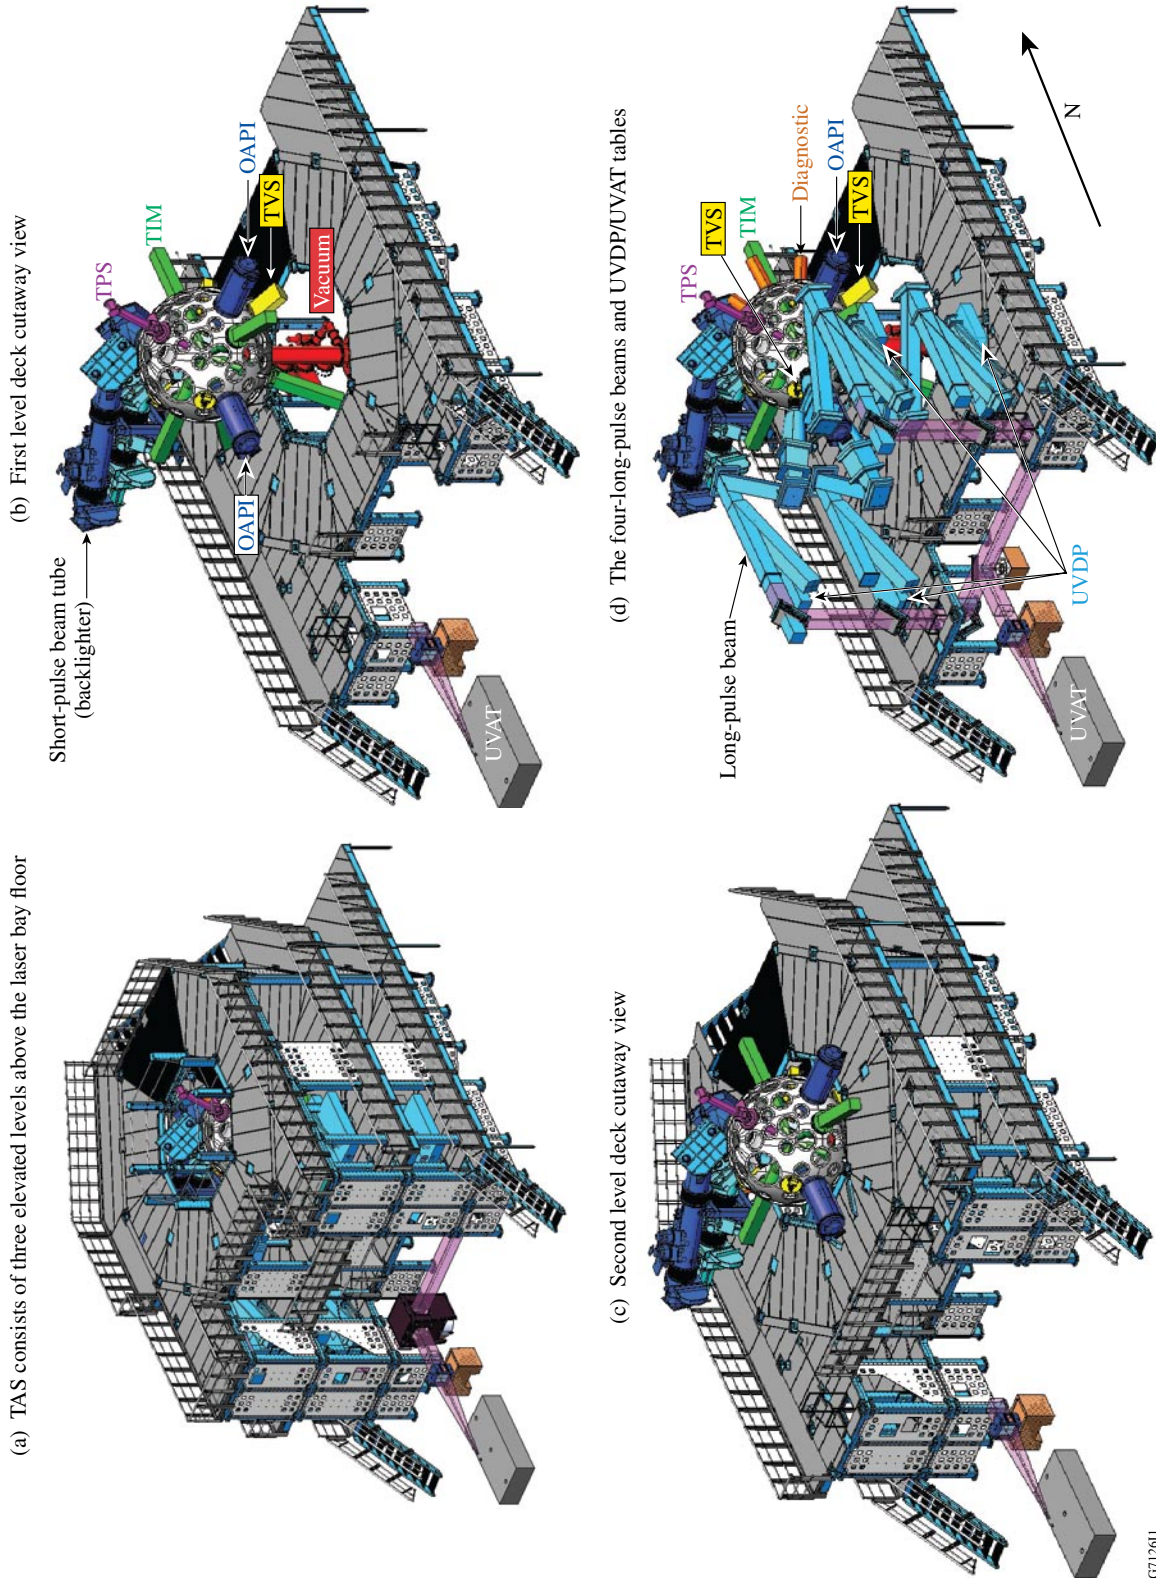 (a) TAS consists of three elevated levels above the laser bay floor
(b) First level deck cutaway view
Short-pulse beam tube
(backlighter)
TPS
TIM
OAPI
TVS
Vacuum
OAPI
UVAT
(c) Second level deck cutaway view
(d) The four-long-pulse beams and UVDP/UVAT tables
Long-pulse beam
TPS
TVS
TIM
Diagnostic
OAPI
TVS
UVDP
UVAT
N
G7126J1